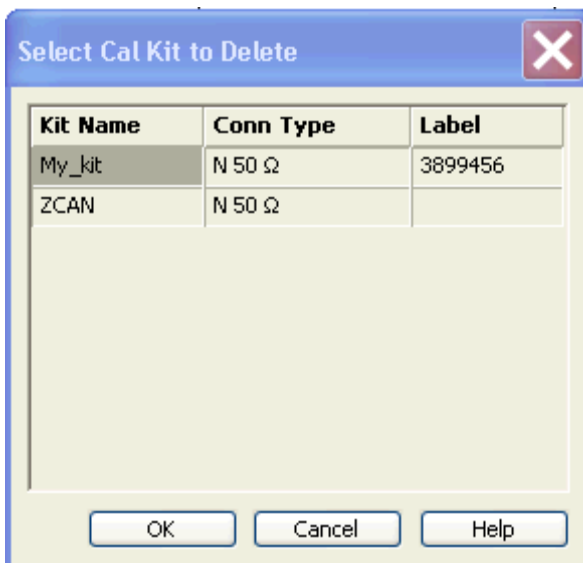 Select Cal Kit to Delete
Kit Name Conn Type Label
My_kit N 50 Ω 3899456
ZCAN N 50 Ω
OK Cancel Help